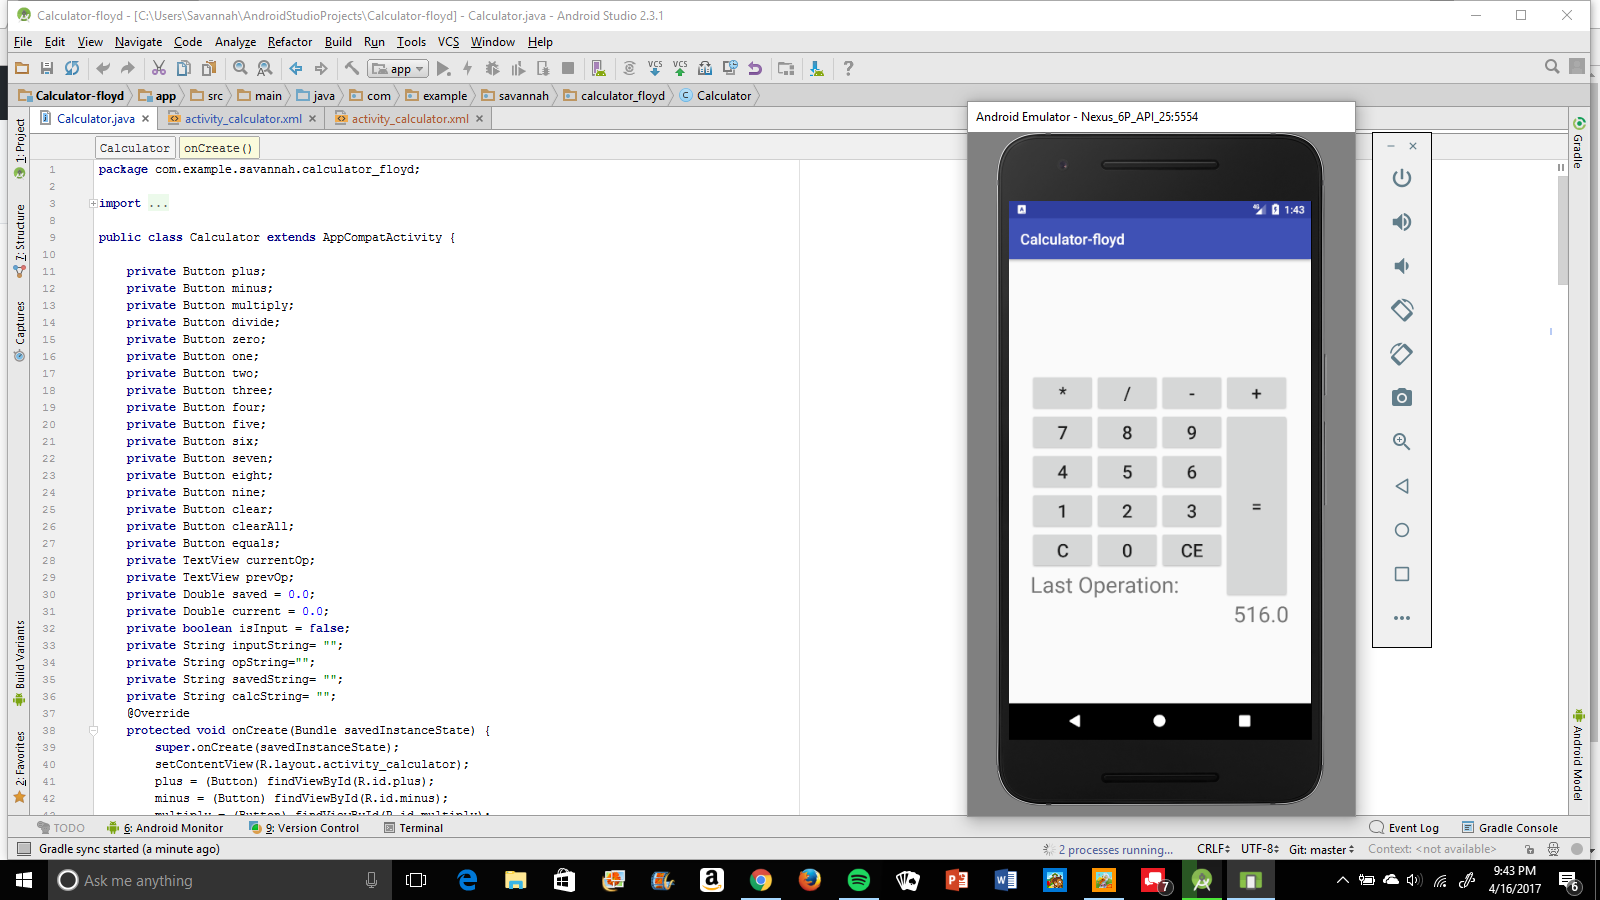 Calculator-floyd - [C:\Users\Savannah\AndroidStudioProjects\Calculator-floyd] - Calculator.java - Android Studio 2.3.1
File Edit View Navigate Code Analyze Refactor Build Run Tools VCS Window Help
app VCS VCS ?
Calculator-floyd app src main java com example savannah calculator_floyd Calculator
Calculator.java activity_calculator.xml activity_calculator.xml
Calculator onCreate()
1: Project
7: Structure
Captures
Build Variants
2: Favorites
1 package com.example.savannah.calculator_floyd;
2
3 import ...
8
9 public class Calculator extends AppCompatActivity {
10
11 private Button plus;
12 private Button minus;
13 private Button multiply;
14 private Button divide;
15 private Button zero;
16 private Button one;
17 private Button two;
18 private Button three;
19 private Button four;
20 private Button five;
21 private Button six;
22 private Button seven;
23 private Button eight;
24 private Button nine;
25 private Button clear;
26 private Button clearAll;
27 private Button equals;
28 private TextView currentOp;
29 private TextView prevOp;
30 private Double saved = 0.0;
31 private Double current = 0.0;
32 private boolean isInput = false;
33 private String inputString= "";
34 private String opString="";
35 private String savedString= "";
36 private String calcString= "";
37 @Override
38 protected void onCreate(Bundle savedInstanceState) {
39 super.onCreate(savedInstanceState);
40 setContentView(R.layout.activity_calculator);
41 plus = (Button) findViewById(R.id.plus);
42 minus = (Button) findViewById(R.id.minus);
43 multiply = (Button) findViewById(R.id.multiply);
Android Emulator - Nexus_6P_API_25:5554
4G 1:43
Calculator-floyd
* / - +
7 8 9
4 5 6
1 2 3 =
C 0 CE
Last Operation:
516.0
Gradle
Android Model
TODO 6: Android Monitor 9: Version Control Terminal Event Log Gradle Console
Gradle sync started (a minute ago) 2 processes running... CRLF UTF-8 Git: master Context: <not available>
Ask me anything
7
9:43 PM
4/16/2017
6